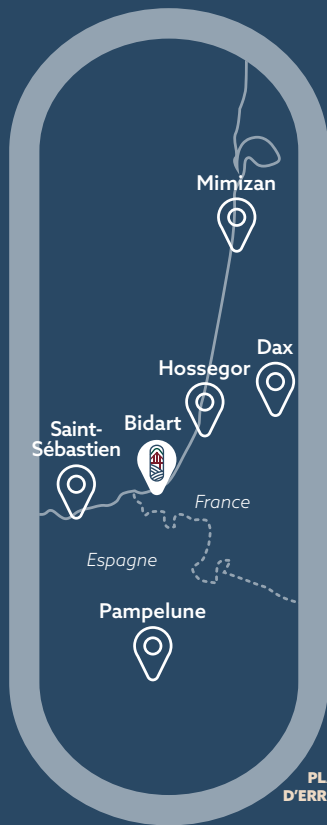 Mimizan
Dax
Hossegor
Bidart
Saint-
Sébastien
France
Espagne
Pampelune
PL
D'ERR